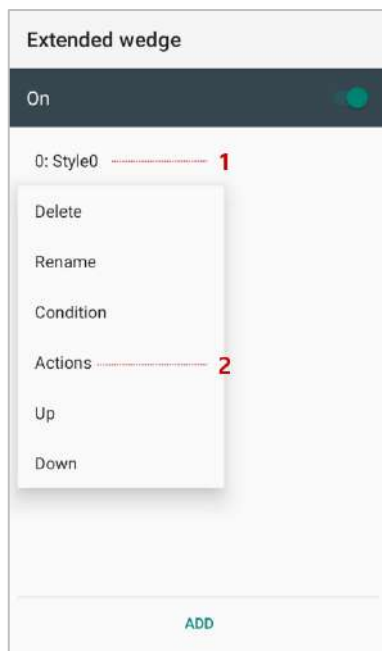 Extended wedge
On
0: Style0 1
Delete
Rename
Condition
Actions 2
Up
Down
ADD